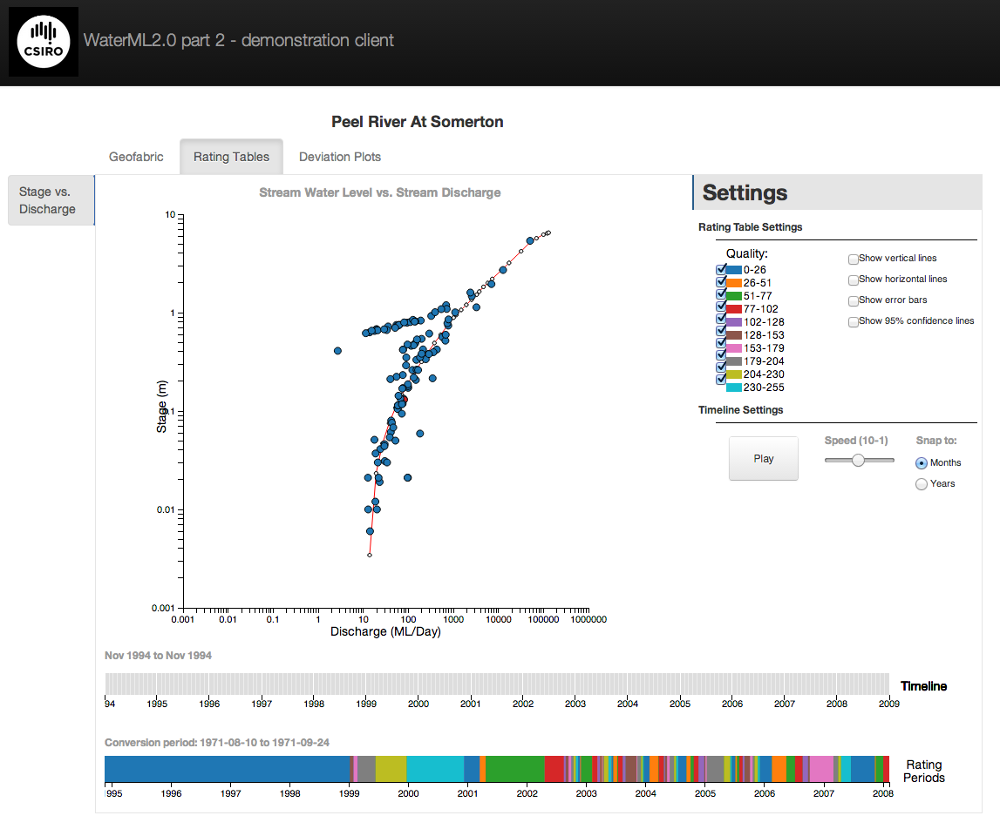 CSIRO
WaterML2.0 part 2 - demonstration client
Peel River At Somerton
Geofabric
Rating Tables
Deviation Plots
Stage vs.
Discharge
Stream Water Level vs. Stream Discharge
10
1
0.1
0.01
0.001
Stage (m)
0.001 0.01 0.1 1 10 100 1000 10000 100000 1000000
Discharge (ML/Day)
Settings
Rating Table Settings
Quality:
0-26
26-51
51-77
77-102
102-128
128-153
153-179
179-204
204-230
230-255
Show vertical lines
Show horizontal lines
Show error bars
Show 95% confidence lines
Timeline Settings
Play
Speed (10-1)
Snap to:
Months
Years
Nov 1994 to Nov 1994
94 1995 1996 1997 1998 1999 2000 2001 2002 2003 2004 2005 2006 2007 2008 2009
Timeline
Conversion period: 1971-08-10 to 1971-09-24
1995 1996 1997 1998 1999 2000 2001 2002 2003 2004 2005 2006 2007 2008
Rating
Periods